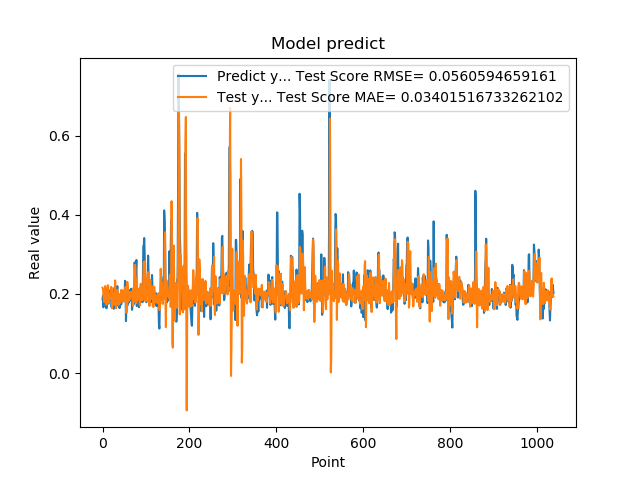 Model predict
Predict y... Test Score RMSE= 0.0560594659161
Test y... Test Score MAE= 0.03401516733262102
Real value
0.6
0.4
0.2
0.0
0 200 400 600 800 1000
Point